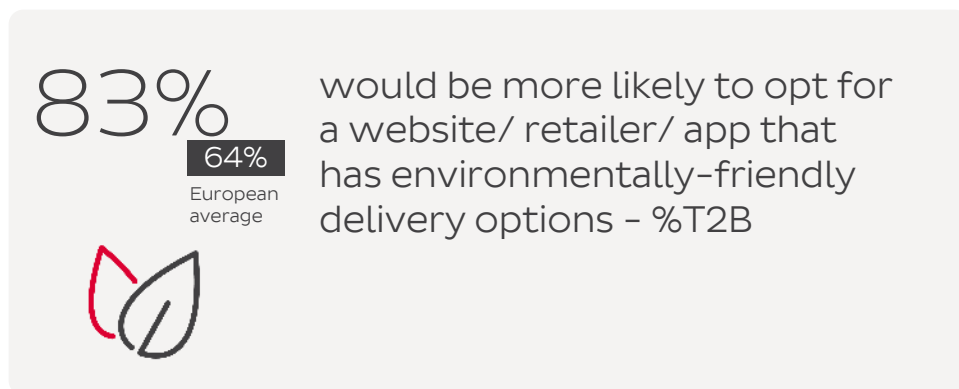 83%
64%
European
average
would be more likely to opt for
a website/ retailer/ app that
has environmentally-friendly
delivery options - %T2B